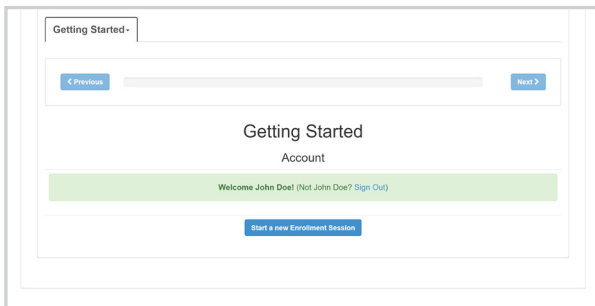 Getting Started
Previous
Next
Getting Started
Account
Welcome John Doe! (Not John Doe? Sign Out)
Start a new Enrollment Session